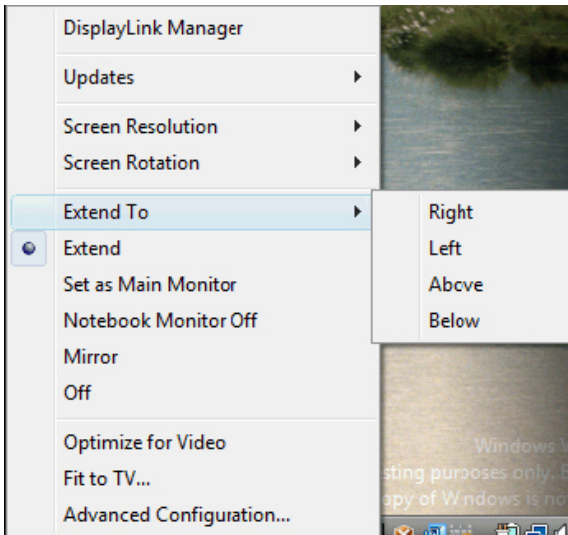 DisplayLink Manager
Updates
Screen Resolution
Screen Rotation
Extend To
Right
Extend
Left
Set as Main Monitor
Above
Notebook Monitor Off
Below
Mirror
Off
Optimize for Video
Windows
Fit to TV...
sting purposes only.
Advanced Configuration...
opy of Windows is no